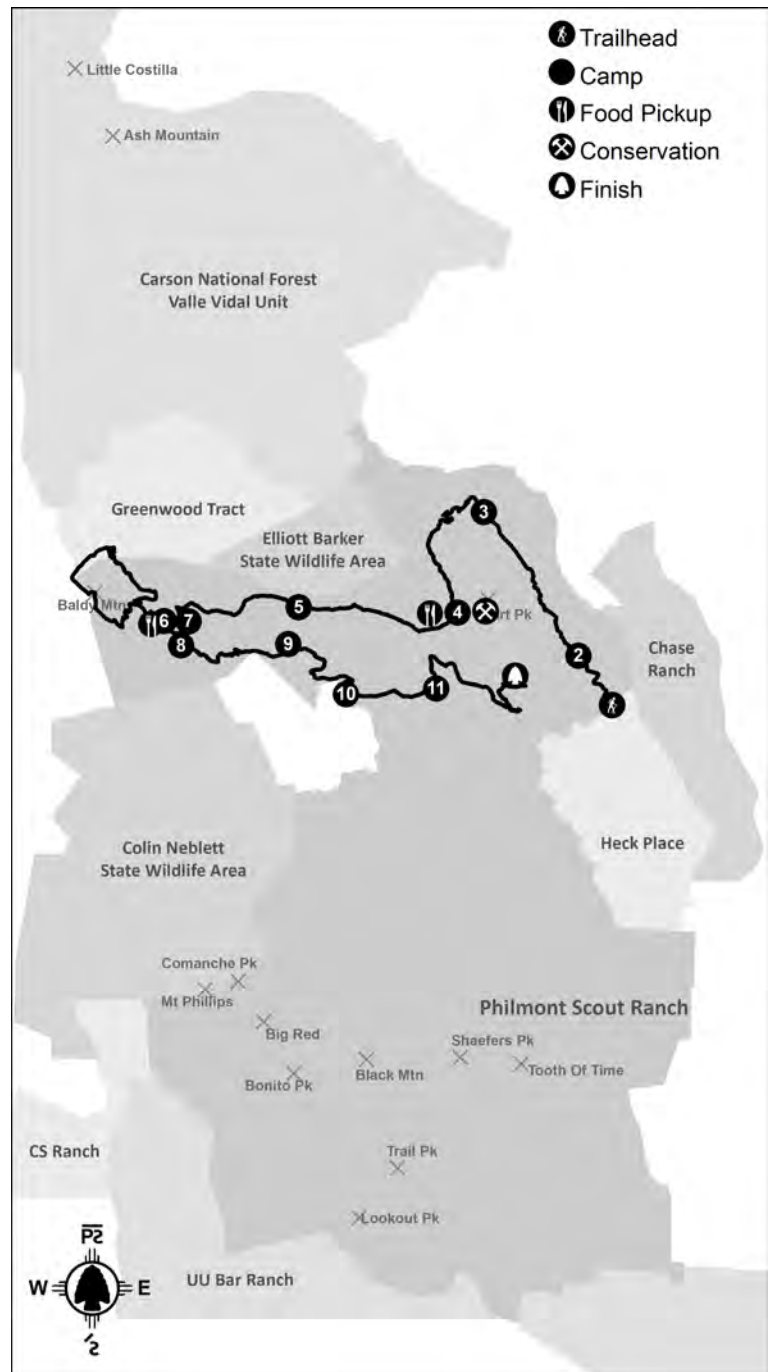 Trailhead
Camp
Food Pickup
Conservation
Finish
Little Costilla
Ash Mountain
Carson National Forest
Valle Vidal Unit
Greenwood Tract
Elliott Barker
State Wildlife Area
3
Baldy Mtn
6
7
5
4
rt Pk
8
9
2
Chase
Ranch
10
11
Colin Neblett
State Wildlife Area
Heck Place
Comanche Pk
Mt Phillips
Big Red
Philmont Scout Ranch
Shaefers Pk
Black Mtn
Tooth Of Time
Bonito Pk
CS Ranch
Trail Pk
Lookout Pk
W
E
UU Bar Ranch